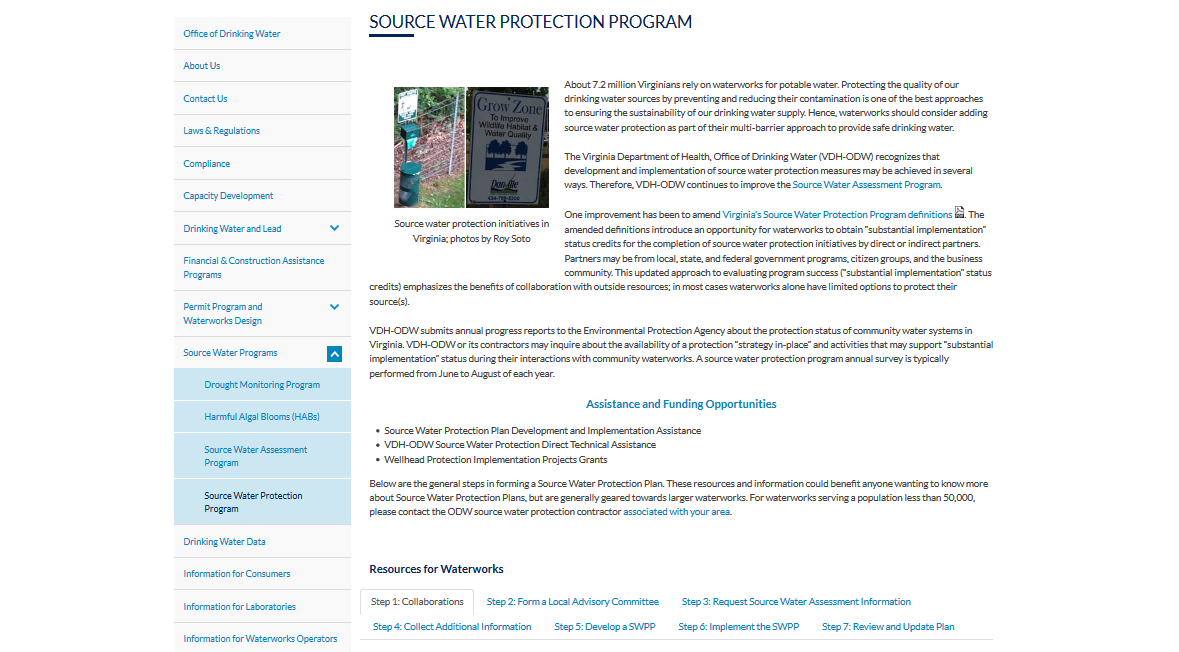 SOURCE WATER PROTECTION PROGRAM
Office of Drinking Water
About Us
Contact Us
Laws & Regulations
Compliance
Capacity Development
Drinking Water and Lead
Financial & Construction Assistance
Programs
Permit Program and
Waterworks Design
Source Water Programs
Drought Monitoring Program
Harmful Algal Blooms (HABs)
Source Water Assessment
Program
Source Water Protection
Program
Drinking Water Data
Information for Consumers
Information for Laboratories
Information for Waterworks Operators
Grow Zone
To Improve
Wildlife Habitat &
Water Quality
Source water protection initiatives in
Virginia; photos by Roy Soto
About 7.2 million Virginians rely on waterworks for potable water. Protecting the quality of our
drinking water sources by preventing and reducing their contamination is one of the best approaches
to ensuring the sustainability of our drinking water supply. Hence, waterworks should consider adding
source water protection as part of their multi-barrier approach to provide safe drinking water.
The Virginia Department of Health, Office of Drinking Water (VDH-ODW) recognizes that
development and implementation of source water protection measures may be achieved in several
ways. Therefore, VDH-ODW continues to improve the Source Water Assessment Program.
One improvement has been to amend Virginia's Source Water Protection Program definitions. The
amended definitions introduce an opportunity for waterworks to obtain "substantial implementation"
status credits for the completion of source water protection initiatives by direct or indirect partners.
Partners may be from local, state, and federal government programs, citizen groups, and the business
community. This updated approach to evaluating program success ("substantial implementation" status
credits) emphasizes the benefits of collaboration with outside resources; in most cases waterworks alone have limited options to protect their
source(s).
VDH-ODW submits annual progress reports to the Environmental Protection Agency about the protection status of community water systems in
Virginia. VDH-ODW or its contractors may inquire about the availability of a protection "strategy in-place" and activities that may support "substantial
implementation" status during their interactions with community waterworks. A source water protection program annual survey is typically
performed from June to August of each year.
Assistance and Funding Opportunities
• Source Water Protection Plan Development and Implementation Assistance
• VDH-ODW Source Water Protection Direct Technical Assistance
• Wellhead Protection Implementation Projects Grants
Below are the general steps in forming a Source Water Protection Plan. These resources and information could benefit anyone wanting to know more
about Source Water Protection Plans, but are generally geared towards larger waterworks. For waterworks serving a population less than 50,000,
please contact the ODW source water protection contractor associated with your area.
Resources for Waterworks
Step 1: Collaborations
Step 2: Form a Local Advisory Committee
Step 3: Request Source Water Assessment Information
Step 4: Collect Additional Information
Step 5: Develop a SWPP
Step 6: Implement the SWPP
Step 7: Review and Update Plan